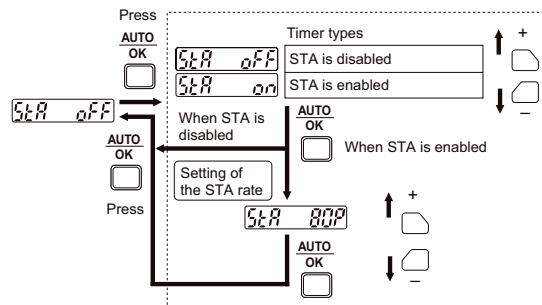 Press
AUTO
OK
Timer types
+
StA oFF
STA is disabled
StA on
STA is enabled
−
StA oFF
When STA is
disabled
AUTO
OK
When STA is enabled
AUTO
OK
Press
Setting of
the STA rate
StA 80P
+
AUTO
OK
−